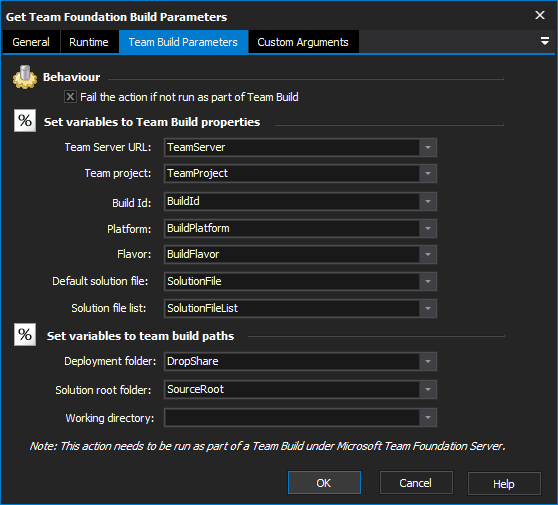 Get Team Foundation Build Parameters
General Runtime Team Build Parameters Custom Arguments
Behaviour
Fail the action if not run as part of Team Build
% Set variables to Team Build properties
Team Server URL: TeamServer
Team project: TeamProject
Build Id: BuildId
Platform: BuildPlatform
Flavor: BuildFlavor
Default solution file: SolutionFile
Solution file list: SolutionFileList
% Set variables to team build paths
Deployment folder: DropShare
Solution root folder: SourceRoot
Working directory:
Note: This action needs to be run as part of a Team Build under Microsoft Team Foundation Server.
OK Cancel Help